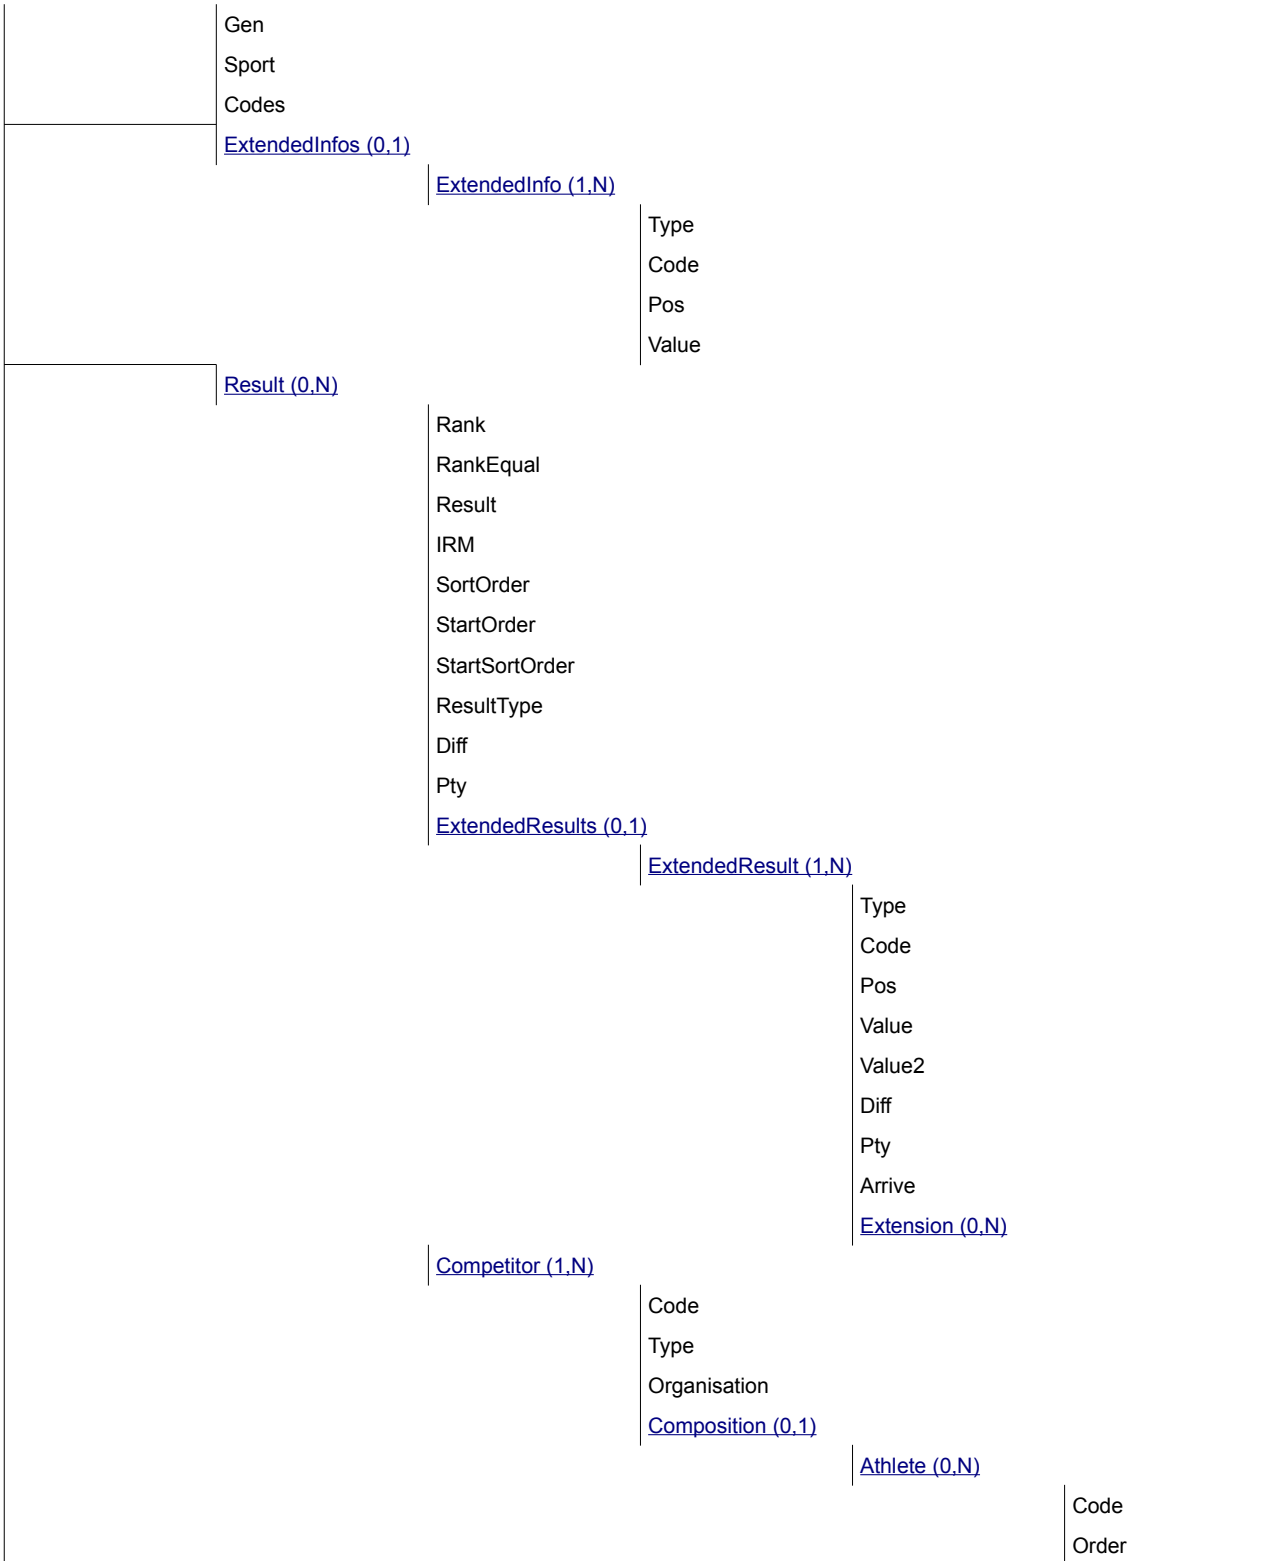 Gen
Sport
Codes
ExtendedInfos (0,1)
ExtendedInfo (1,N)
Type
Code
Pos
Value
Result (0,N)
Rank
RankEqual
Result
IRM
SortOrder
StartOrder
StartSortOrder
ResultType
Diff
Pty
ExtendedResults (0,1)
ExtendedResult (1,N)
Type
Code
Pos
Value
Value2
Diff
Pty
Arrive
Extension (0,N)
Competitor (1,N)
Code
Type
Organisation
Composition (0,1)
Athlete (0,N)
Code
Order